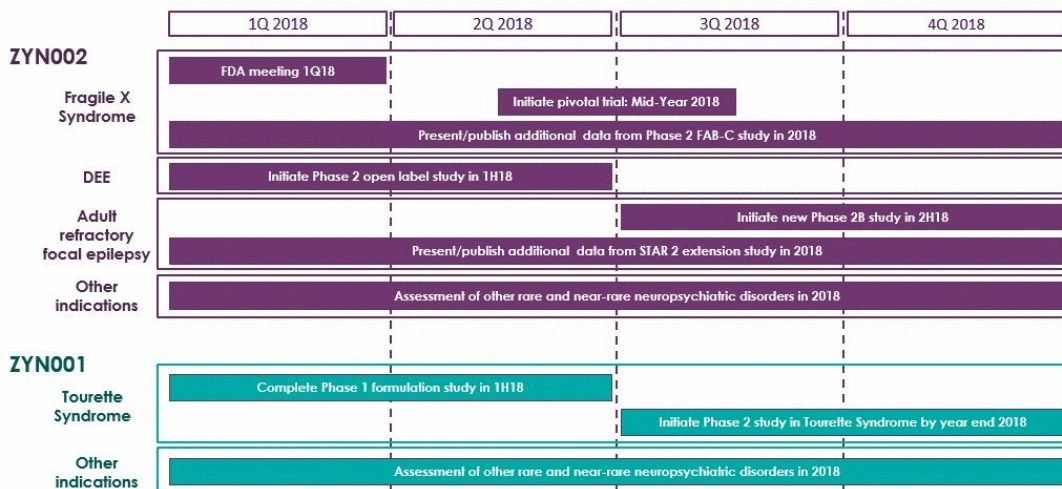 1Q 2018 2Q 2018 3Q 2018 4Q 2018
ZYN002
Fragile X
Syndrome
FDA meeting 1Q18
Initiate pivotal trial: Mid-Year 2018
Present/publish additional data from Phase 2 FAB-C study in 2018
DEE
Initiate Phase 2 open label study in 1H18
Adult
refractory
focal epilepsy
Initiate new Phase 2B study in 2H18
Present/publish additional data from STAR 2 extension study in 2018
Other
indications
Assessment of other rare and near-rare neuropsychiatric disorders in 2018
ZYN001
Tourette
Syndrome
Complete Phase 1 formulation study in 1H18
Initiate Phase 2 study in Tourette Syndrome by year end 2018
Other
indications
Assessment of other rare and near-rare neuropsychiatric disorders in 2018